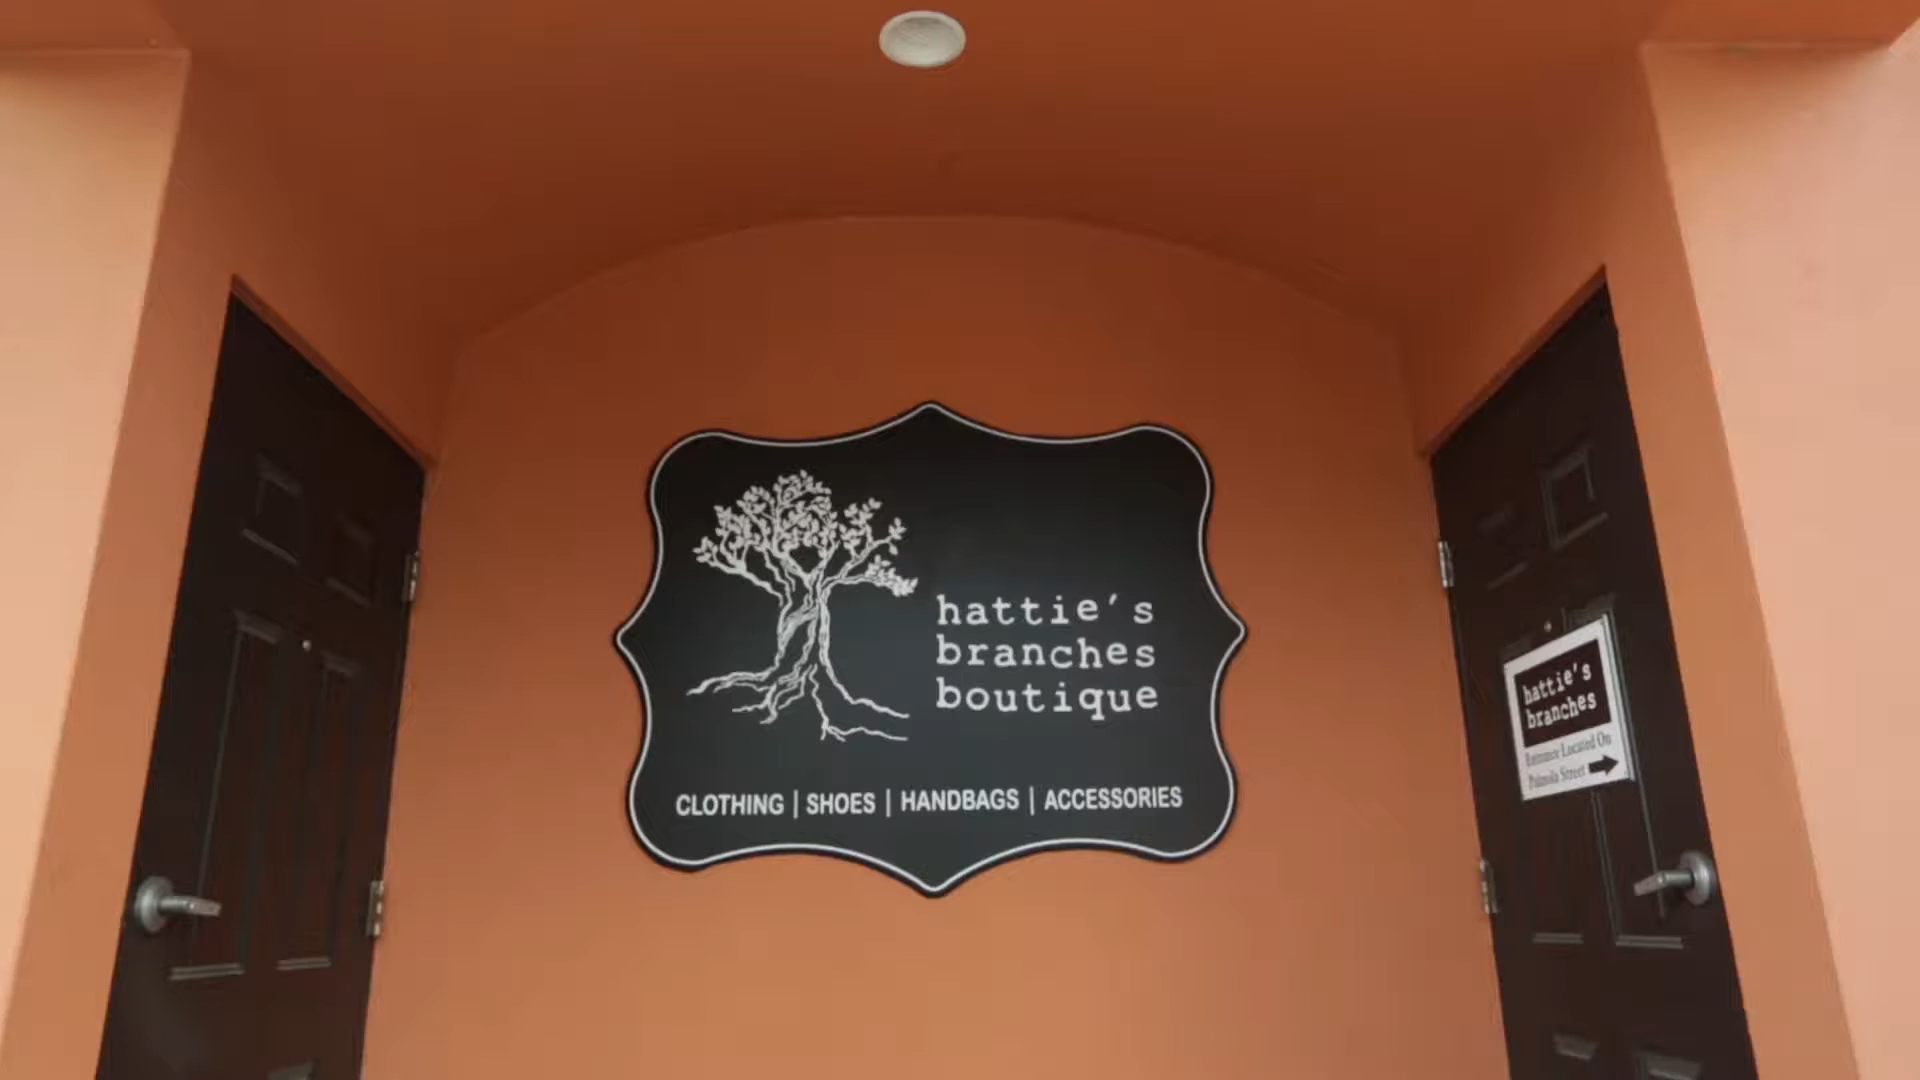 hattie's
branches
boutique
CLOTHING | SHOES | HANDBAGS | ACCESSORIES
hattie's
branches
Entrance Located On
Palmola Street